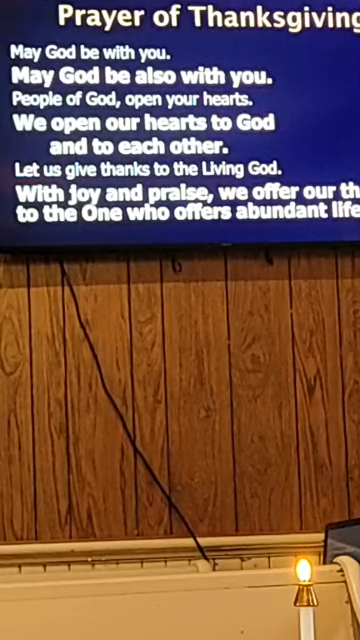 Prayer of Thanksgiving
May God be with you.
May God be also with you.
People of God, open your hearts.
We open our hearts to God
and to each other.
Let us give thanks to the Living God.
With joy and praise, we offer our th
to the One who offers abundant life